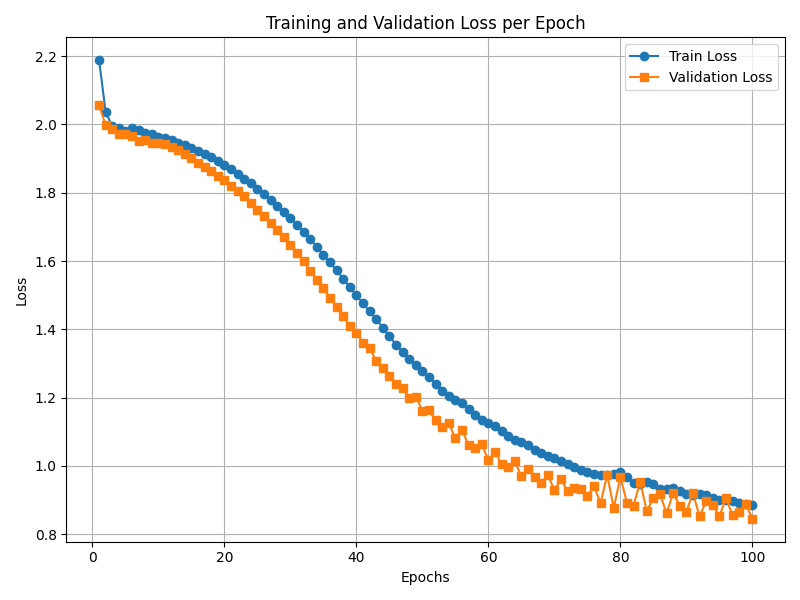 Training and Validation Loss per Epoch
Train Loss
Validation Loss
2.2
2.0
1.8
1.6
1.4
1.2
1.0
0.8
Loss
0 20 40 60 80 100
Epochs